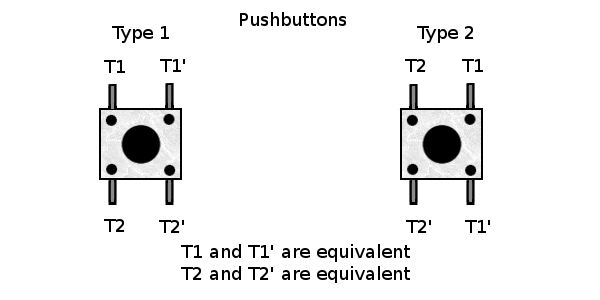 Pushbuttons
Type 1
Type 2
T1 T1'
T2 T1
T2 T2'
T2' T1'
T1 and T1' are equivalent
T2 and T2' are equivalent